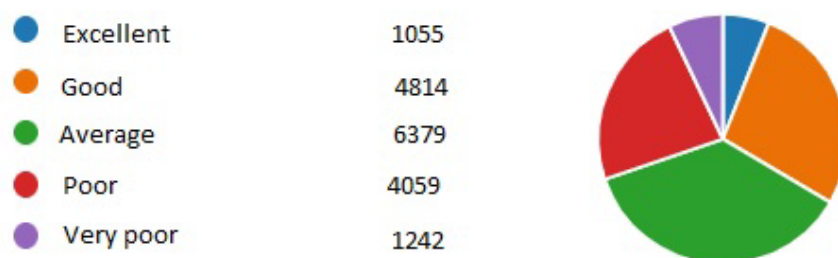 Excellent 1055
Good 4814
Average 6379
Poor 4059
Very poor 1242